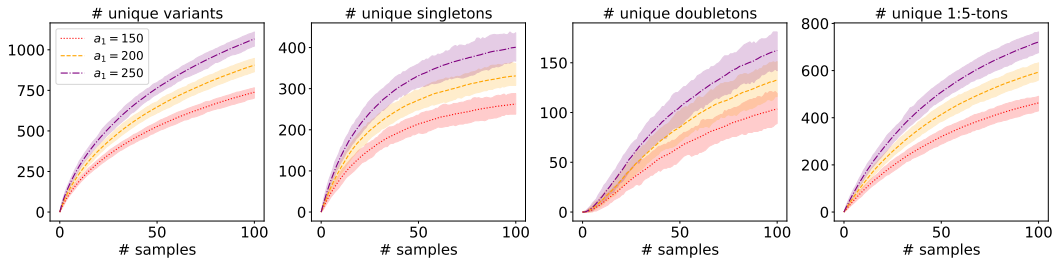 # unique variants
1000
750
500
250
0
a₁ = 150
a₁ = 200
a₁ = 250
0 50 100
# samples
# unique singletons
400
300
200
100
0
0 50 100
# samples
# unique doubletons
150
100
50
0
0 50 100
# samples
# unique 1:5-tons
800
600
400
200
0
0 50 100
# samples